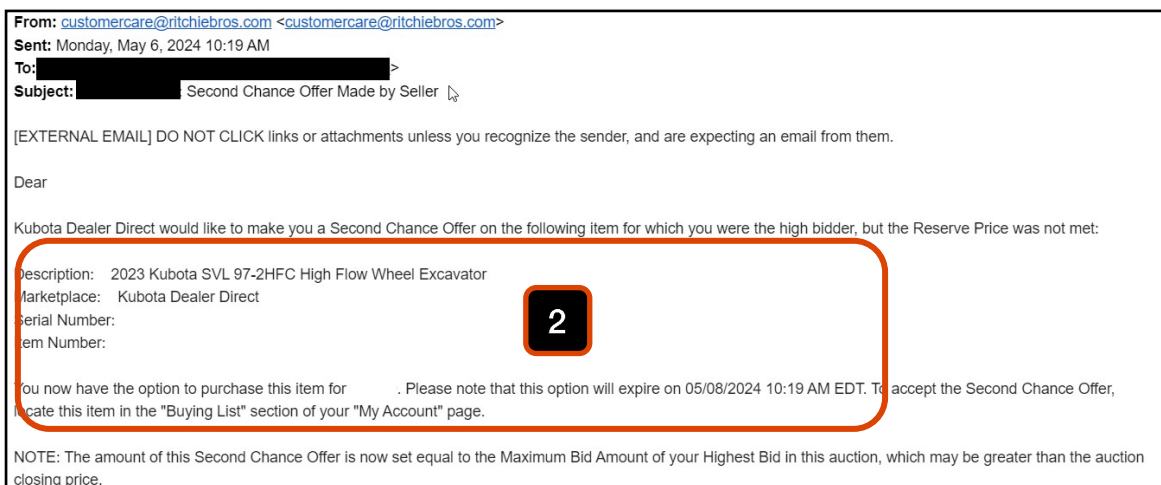 From: customercare@ritchiebros.com <customercare@ritchiebros.com>
Sent: Monday, May 6, 2024 10:19 AM
To: >
Subject: : Second Chance Offer Made by Seller
[EXTERNAL EMAIL] DO NOT CLICK links or attachments unless you recognize the sender, and are expecting an email from them.
Dear
Kubota Dealer Direct would like to make you a Second Chance Offer on the following item for which you were the high bidder, but the Reserve Price was not met:
Description: 2023 Kubota SVL 97-2HFC High Flow Wheel Excavator
Marketplace: Kubota Dealer Direct
2
Serial Number:
Item Number:
You now have the option to purchase this item for . Please note that this option will expire on 05/08/2024 10:19 AM EDT. To accept the Second Chance Offer,
locate this item in the "Buying List" section of your "My Account" page.
NOTE: The amount of this Second Chance Offer is now set equal to the Maximum Bid Amount of your Highest Bid in this auction, which may be greater than the auction
closing price.